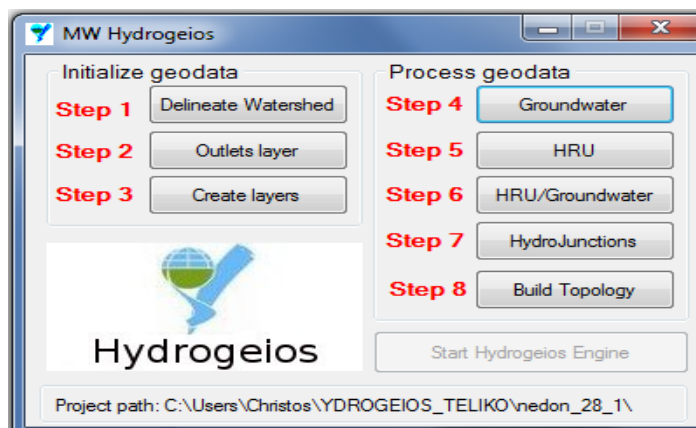 MW Hydrogeios
Initialize geodata
Step 1 Delineate Watershed
Step 2 Outlets layer
Step 3 Create layers
Hydrogeios
Process geodata
Step 4 Groundwater
Step 5 HRU
Step 6 HRU/Groundwater
Step 7 HydroJunctions
Step 8 Build Topology
Start Hydrogeios Engine
Project path: C:\Users\Christos\YDROGEIOS_TELIKO\nedon_28_1\